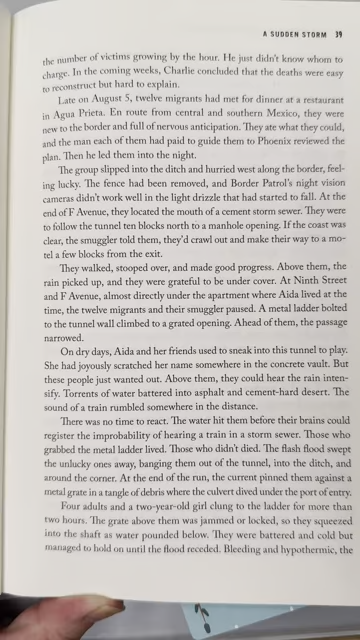 A SUDDEN STORM 39
the number of victims growing by the hour. He just didn't know whom to
charge. In the coming weeks, Charlie concluded that the deaths were easy
to reconstruct but hard to explain.
Late on August 5, twelve migrants had met for dinner at a restaurant
in Agua Prieta. En route from central and southern Mexico, they were
new to the border and full of nervous anticipation. They ate what they could,
and the man each of them had paid to guide them to Phoenix reviewed the
plan. Then he led them into the night.
The group slipped into the ditch and hurried west along the border, feel-
ing lucky. The fence had been removed, and Border Patrol's night vision
cameras didn't work well in the light drizzle that had started to fall. At the
end of F Avenue, they located the mouth of a cement storm sewer. They were
to follow the tunnel ten blocks north to a manhole opening. If the coast was
clear, the smuggler told them, they'd crawl out and make their way to a mo-
tel a few blocks from the exit.
They walked, stooped over, and made good progress. Above them, the
rain picked up, and they were grateful to be under cover. At Ninth Street
and F Avenue, almost directly under the apartment where Aida lived at the
time, the twelve migrants and their smuggler paused. A metal ladder bolted
to the tunnel wall climbed to a grated opening. Ahead of them, the passage
narrowed.
On dry days, Aida and her friends used to sneak into this tunnel to play.
She had joyously scratched her name somewhere in the concrete vault. But
these people just wanted out. Above them, they could hear the rain inten-
sify. Torrents of water battered into asphalt and cement-hard desert. The
sound of a train rumbled somewhere in the distance.
There was no time to react. The water hit them before their brains could
register the improbability of hearing a train in a storm sewer. Those who
grabbed the metal ladder lived. Those who didn't died. The flash flood swept
the unlucky ones away, banging them out of the tunnel, into the ditch, and
around the corner. At the end of the run, the current pinned them against a
metal grate in a tangle of debris where the culvert dived under the port of entry.
Four adults and a two-year-old girl clung to the ladder for more than
two hours. The grate above them was jammed or locked, so they squeezed
into the shaft as water pounded below. They were battered and cold but
managed to hold on until the flood receded. Bleeding and hypothermic, the